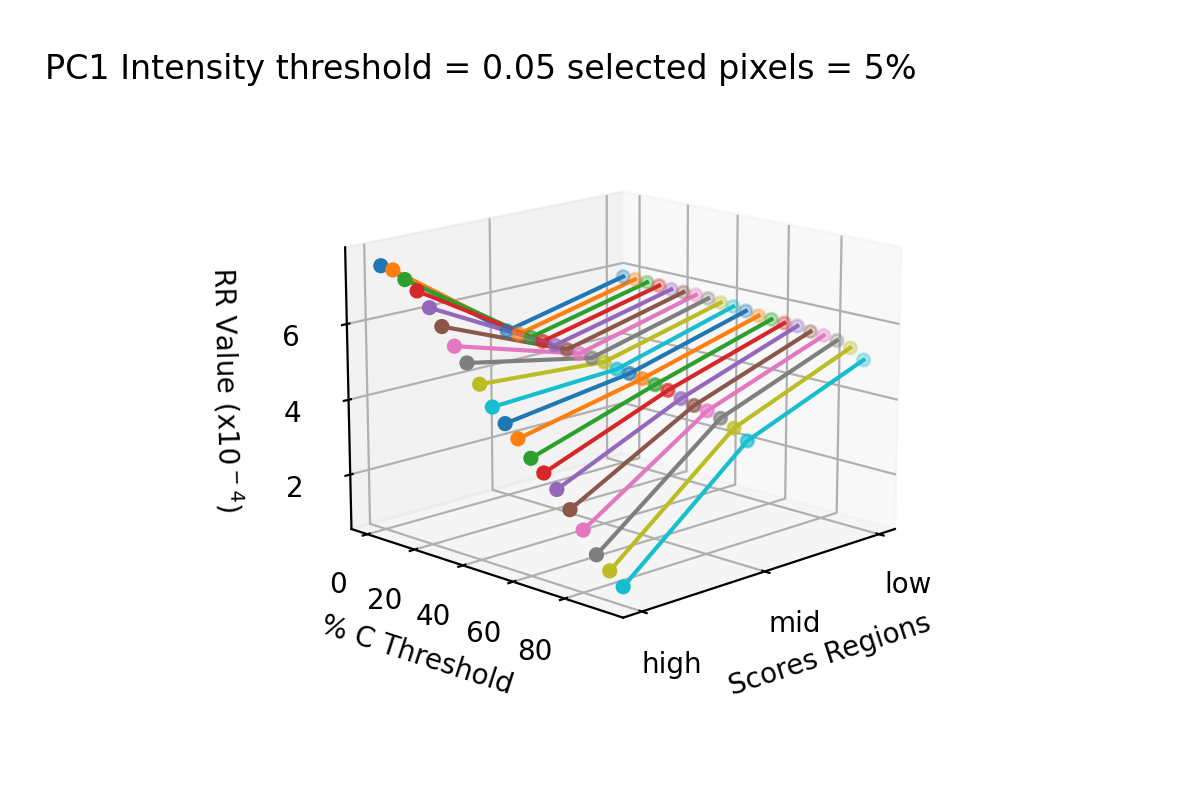 PC1 Intensity threshold = 0.05 selected pixels = 5%
RR Value (x10⁻⁴)
6
4
2
0
20
40
60
80
% C Threshold
high
mid
low
Scores Regions